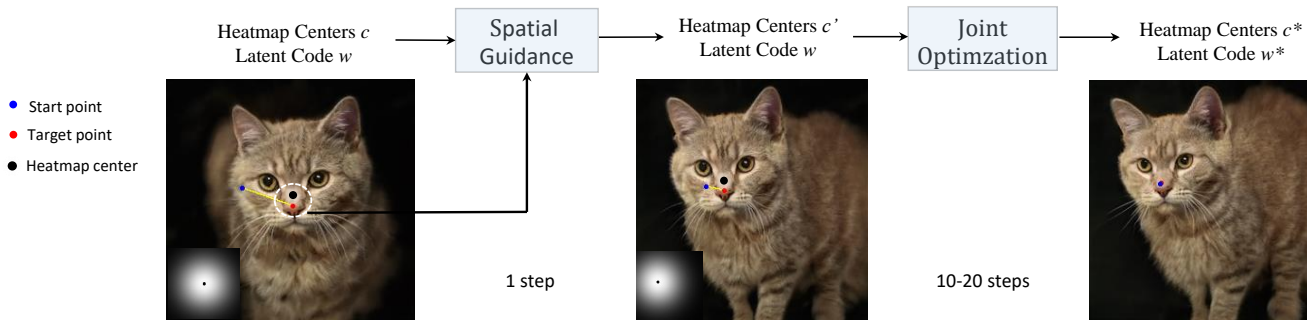 Heatmap Centers c
Latent Code w
Spatial
Guidance
Heatmap Centers c’
Latent Code w
Joint
Optimzation
Heatmap Centers c*
Latent Code w*
Start point
Target point
Heatmap center
1 step
10-20 steps